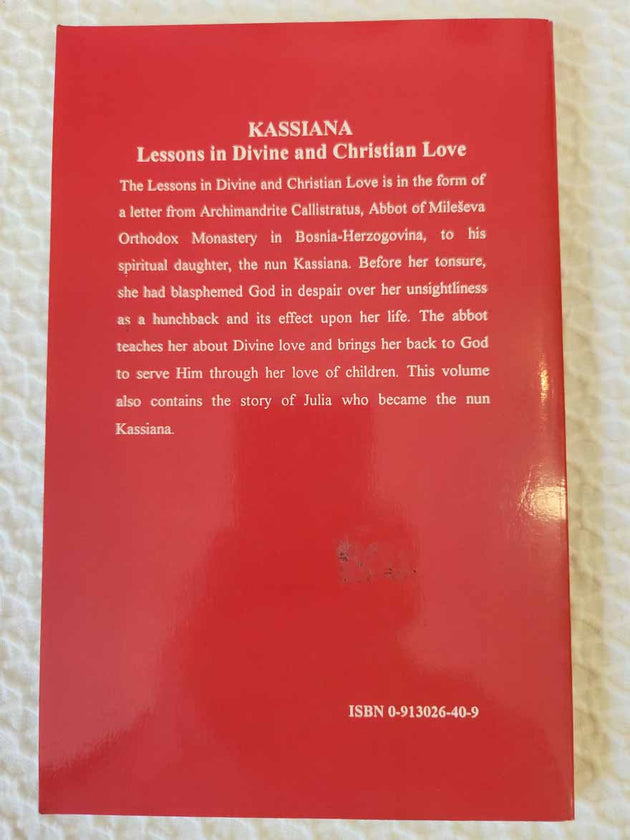 KASSIANA
Lessons in Divine and Christian Love
The Lessons in Divine and Christian Love is in the form of
a letter from Archimandrite Callistratus, Abbot of Mileševa
Orthodox Monastery in Bosnia-Herzogovina, to his
spiritual daughter, the nun Kassiana. Before her tonsure,
she had blasphemed God in despair over her unsightliness
as a hunchback and its effect upon her life. The abbot
teaches her about Divine love and brings her back to God
to serve Him through her love of children. This volume
also contains the story of Julia who became the nun
Kassiana.
ISBN 0-913026-40-9